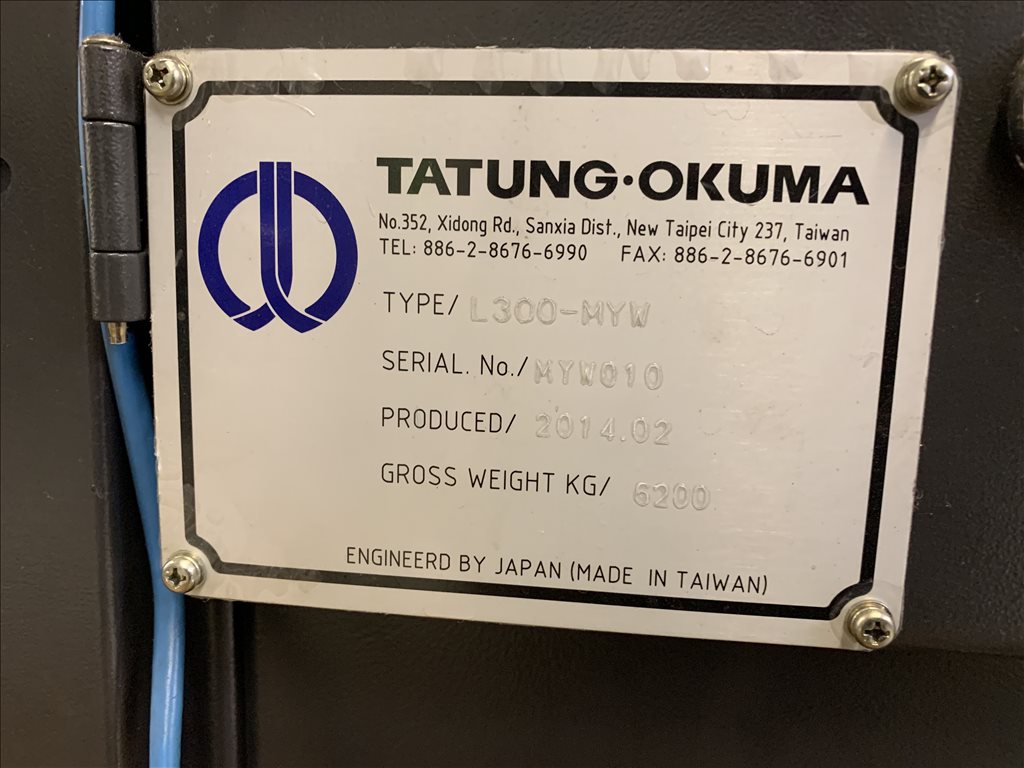 TATUNG·OKUMA
No.352, Xidong Rd., Sanxia Dist., New Taipei City 237, Taiwan
TEL: 886-2-8676-6990 FAX: 886-2-8676-6901
TYPE/ L300-MYW
SERIAL. No./ MYW010
PRODUCED/ 2014.02
GROSS WEIGHT KG/ 6200
ENGINEERD BY JAPAN (MADE IN TAIWAN)